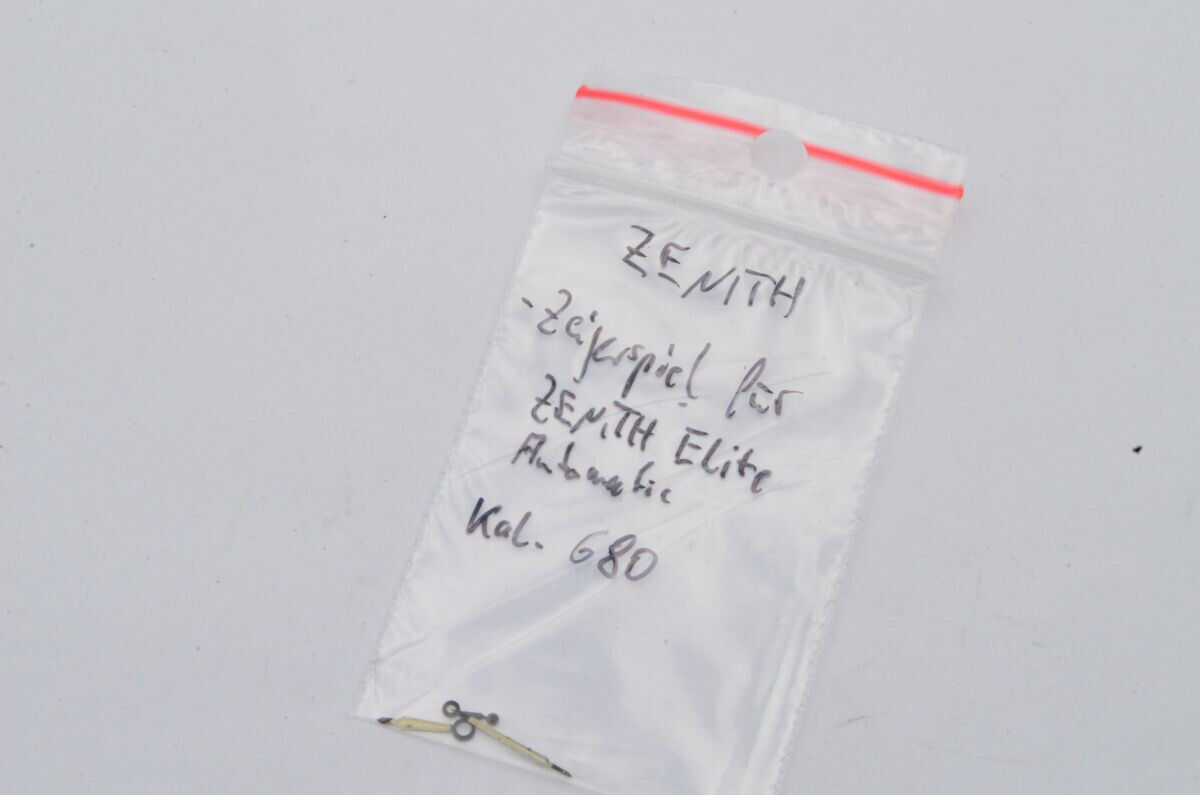 ZENITH
- Zeigerspiel für
ZENITH Elite
Automatic
Kal. 680